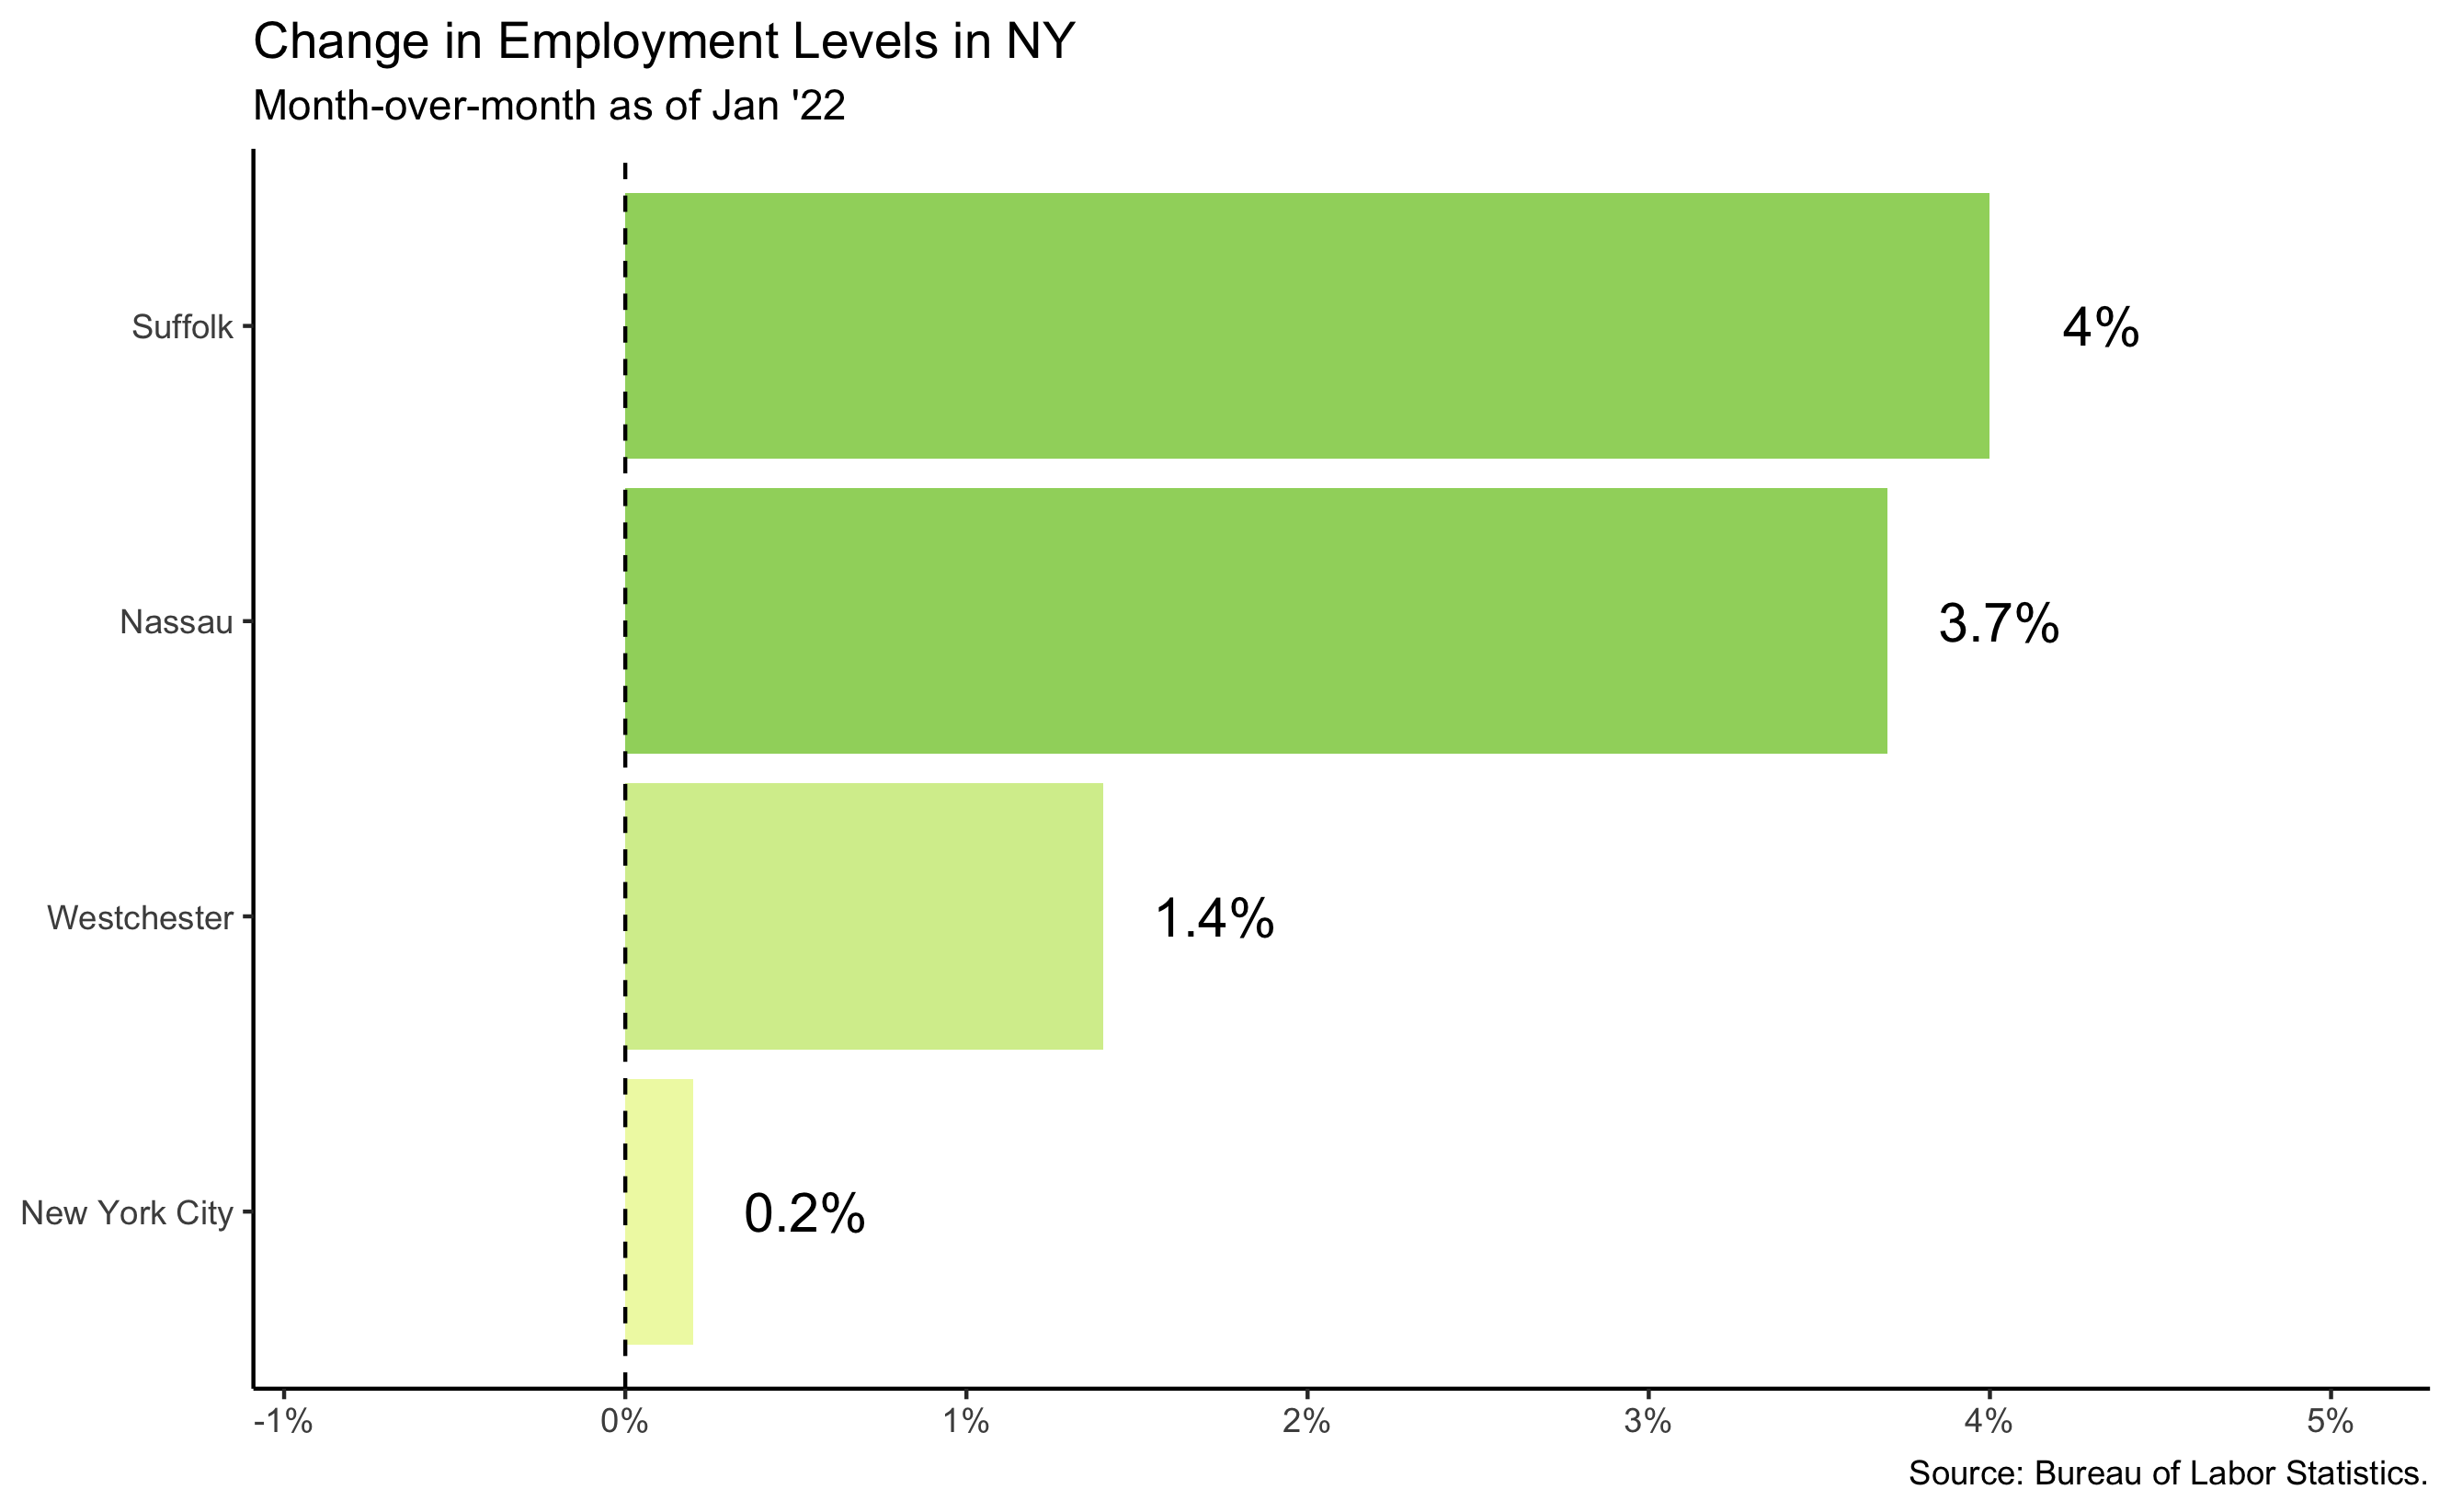 Change in Employment Levels in NY
Month-over-month as of Jan '22
Suffolk
4%
Nassau
3.7%
Westchester
1.4%
New York City
0.2%
-1% 0% 1% 2% 3% 4% 5%
Source: Bureau of Labor Statistics.